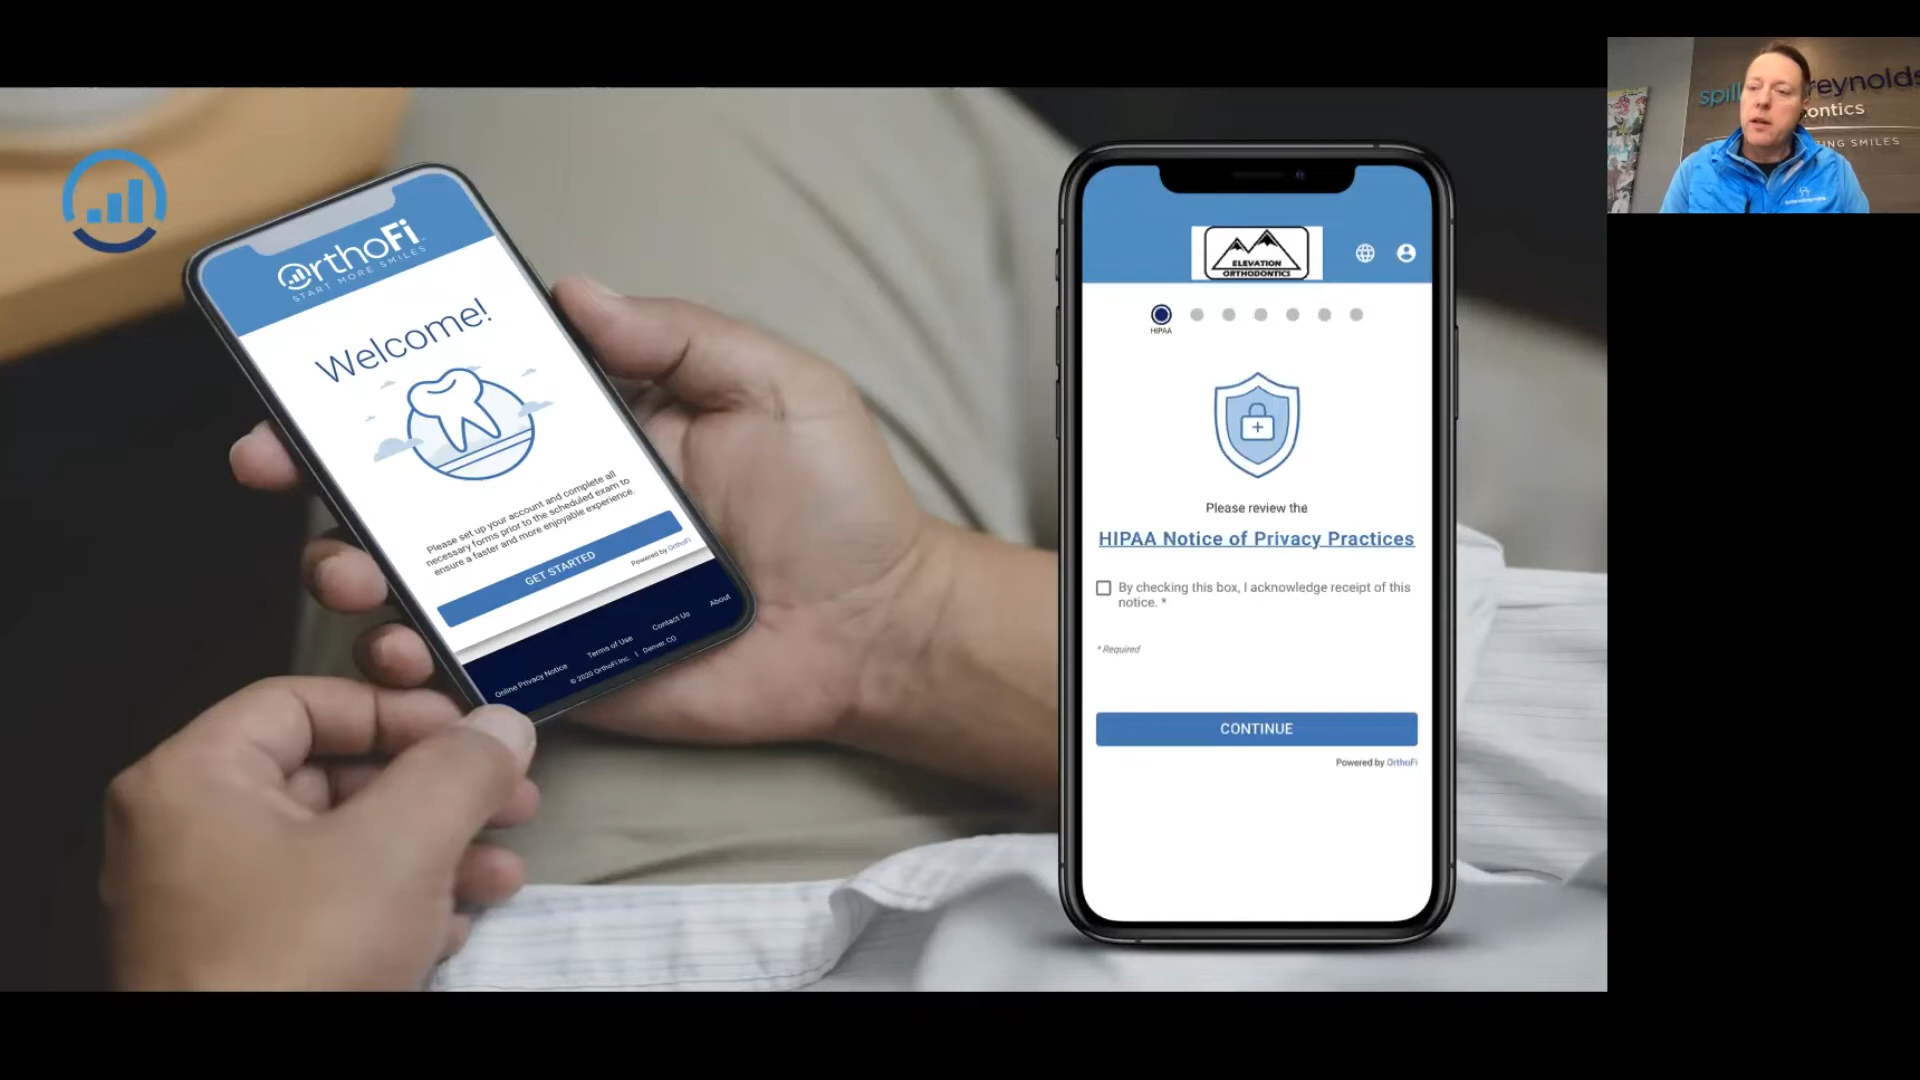 OrthoFi
START MORE SMILES
Welcome!
Please set up your account and complete all
necessary forms prior to the scheduled exam to
ensure a faster and more enjoyable experience.
GET STARTED
Powered by OrthoFi
Online Privacy Notice Terms of Use Contact Us About
© 2020 OrthoFi Inc. | Denver, CO
ELEVATION
ORTHODONTICS
HIPAA
Please review the
HIPAA Notice of Privacy Practices
By checking this box, I acknowledge receipt of this
notice. *
* Required
CONTINUE
Powered by OrthoFi
spill reynolds
ontics
ING SMILES